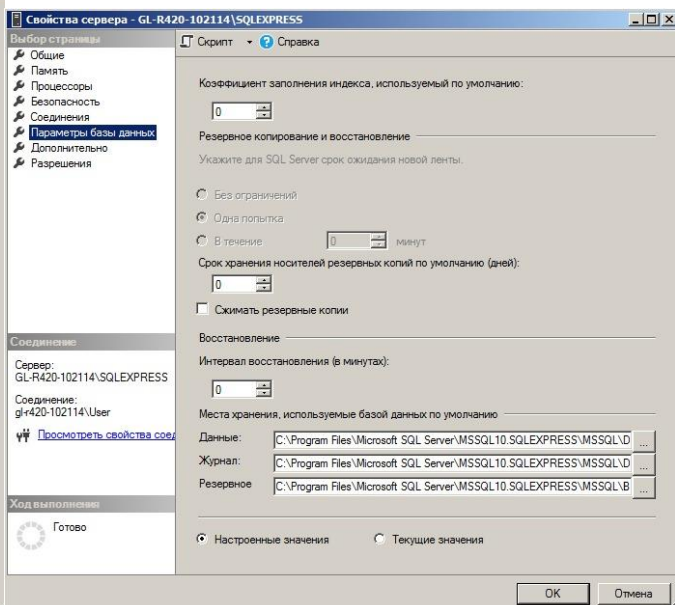 Свойства сервера - GL-R420-102114\SQLEXPRESS
Выбор страницы
Общие
Память
Процессоры
Безопасность
Соединения
Параметры базы данных
Дополнительно
Разрешения
Соединение
Сервер:
GL-R420-102114\SQLEXPRESS
Соединение:
gl-r420-102114\User
Просмотреть свойства соед
Ход выполнения
Готово
Скрипт
Справка
Коэффициент заполнения индекса, используемый по умолчанию:
0
Резервное копирование и восстановление
Укажите для SQL Server срок ожидания новой ленты.
Без ограничений
Одна попытка
В течение 0 минут
Срок хранения носителей резервных копий по умолчанию (дней):
0
Сжимать резервные копии
Восстановление
Интервал восстановления (в минутах):
0
Места хранения, используемые базой данных по умолчанию
Данные: C:\Program Files\Microsoft SQL Server\MSSQL10.SQLEXPRESS\MSSQL\D ...
Журнал: C:\Program Files\Microsoft SQL Server\MSSQL10.SQLEXPRESS\MSSQL\D ...
Резервное C:\Program Files\Microsoft SQL Server\MSSQL10.SQLEXPRESS\MSSQL\B ...
Настроенные значения Текущие значения
OK Отмена